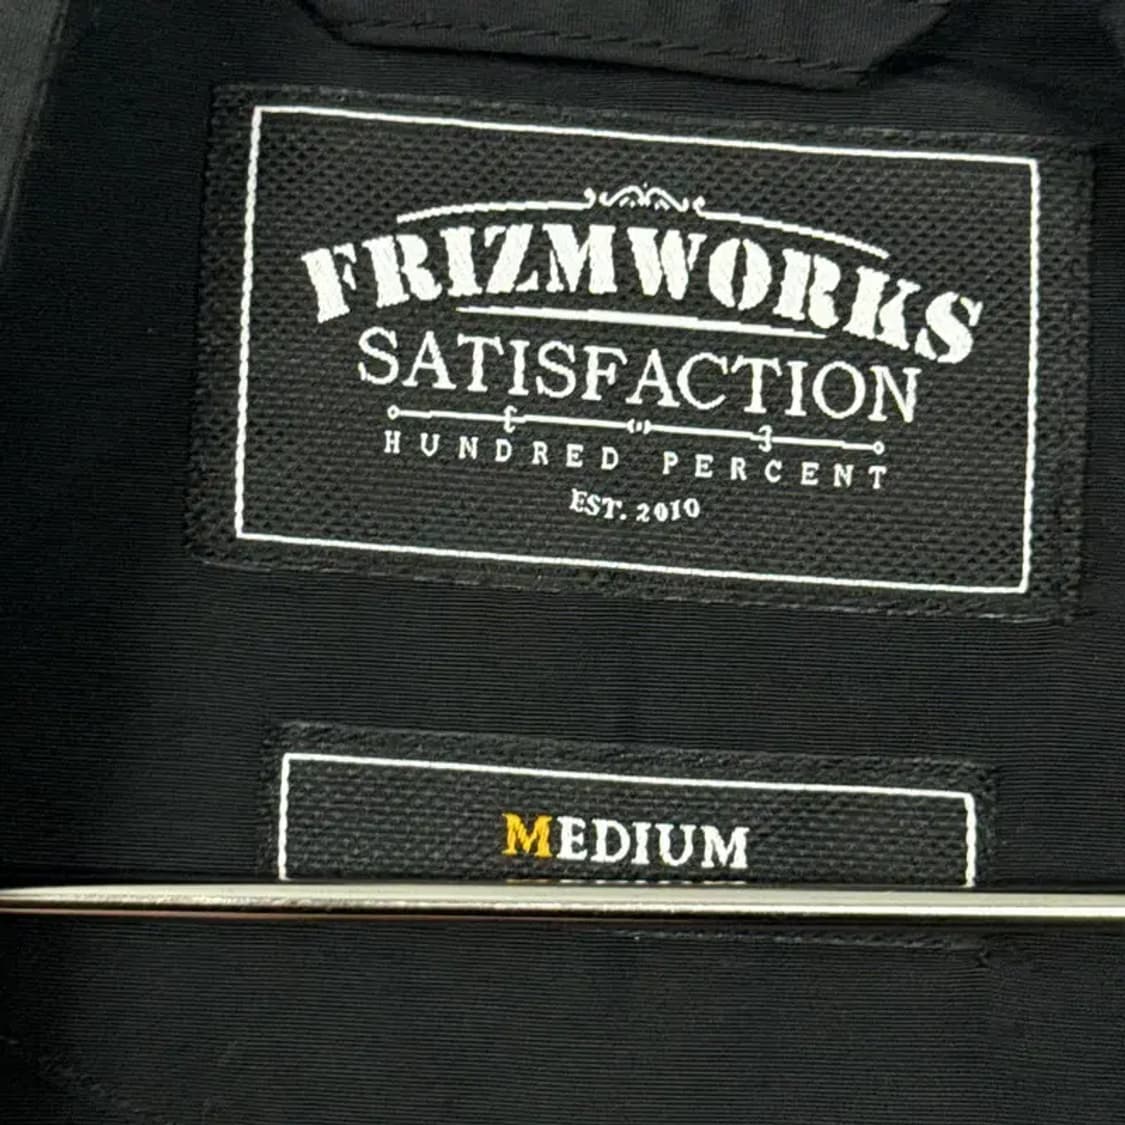 FRIZMWORKS
SATISFACTION
HUNDRED PERCENT
EST. 2010
MEDIUM